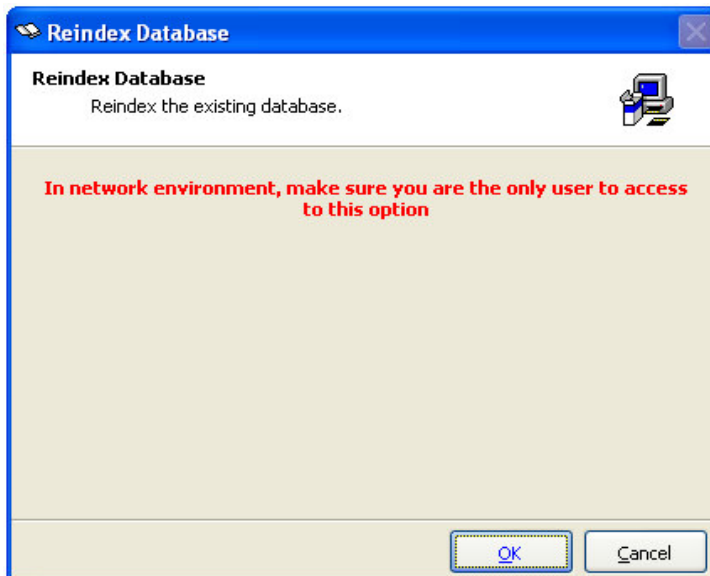 Reindex Database
Reindex Database
Reindex the existing database.
In network environment, make sure you are the only user to access
to this option
OK
Cancel